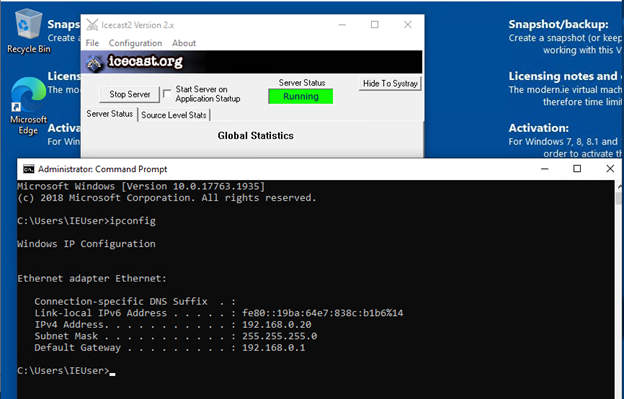 Recycle Bin
Microsoft
Edge
Snaps
Create a
Licens
The mo
Activa
For Win
Icecast2 Version 2.x
File Configuration About
icecast.org
Stop Server
Start Server on
Application Startup
Server Status
Running
Hide To Systray
Server Status Source Level Stats
Global Statistics
Snapshot/backup:
Create a snapshot (or keep
working with this V
Licensing notes and
The modern.ie virtual mach
therefore time limit
Activation:
For Windows 7, 8, 8.1 and
order to activate th
Administrator: Command Prompt
Microsoft Windows [Version 10.0.17763.1935]
(c) 2018 Microsoft Corporation. All rights reserved.
C:\Users\IEUser>ipconfig
Windows IP Configuration
Ethernet adapter Ethernet:
Connection-specific DNS Suffix  . :
Link-local IPv6 Address . . . . . : fe80::19ba:64e7:838c:b1b6%14
IPv4 Address. . . . . . . . . . . : 192.168.0.20
Subnet Mask . . . . . . . . . . . : 255.255.255.0
Default Gateway . . . . . . . . . : 192.168.0.1
C:\Users\IEUser>